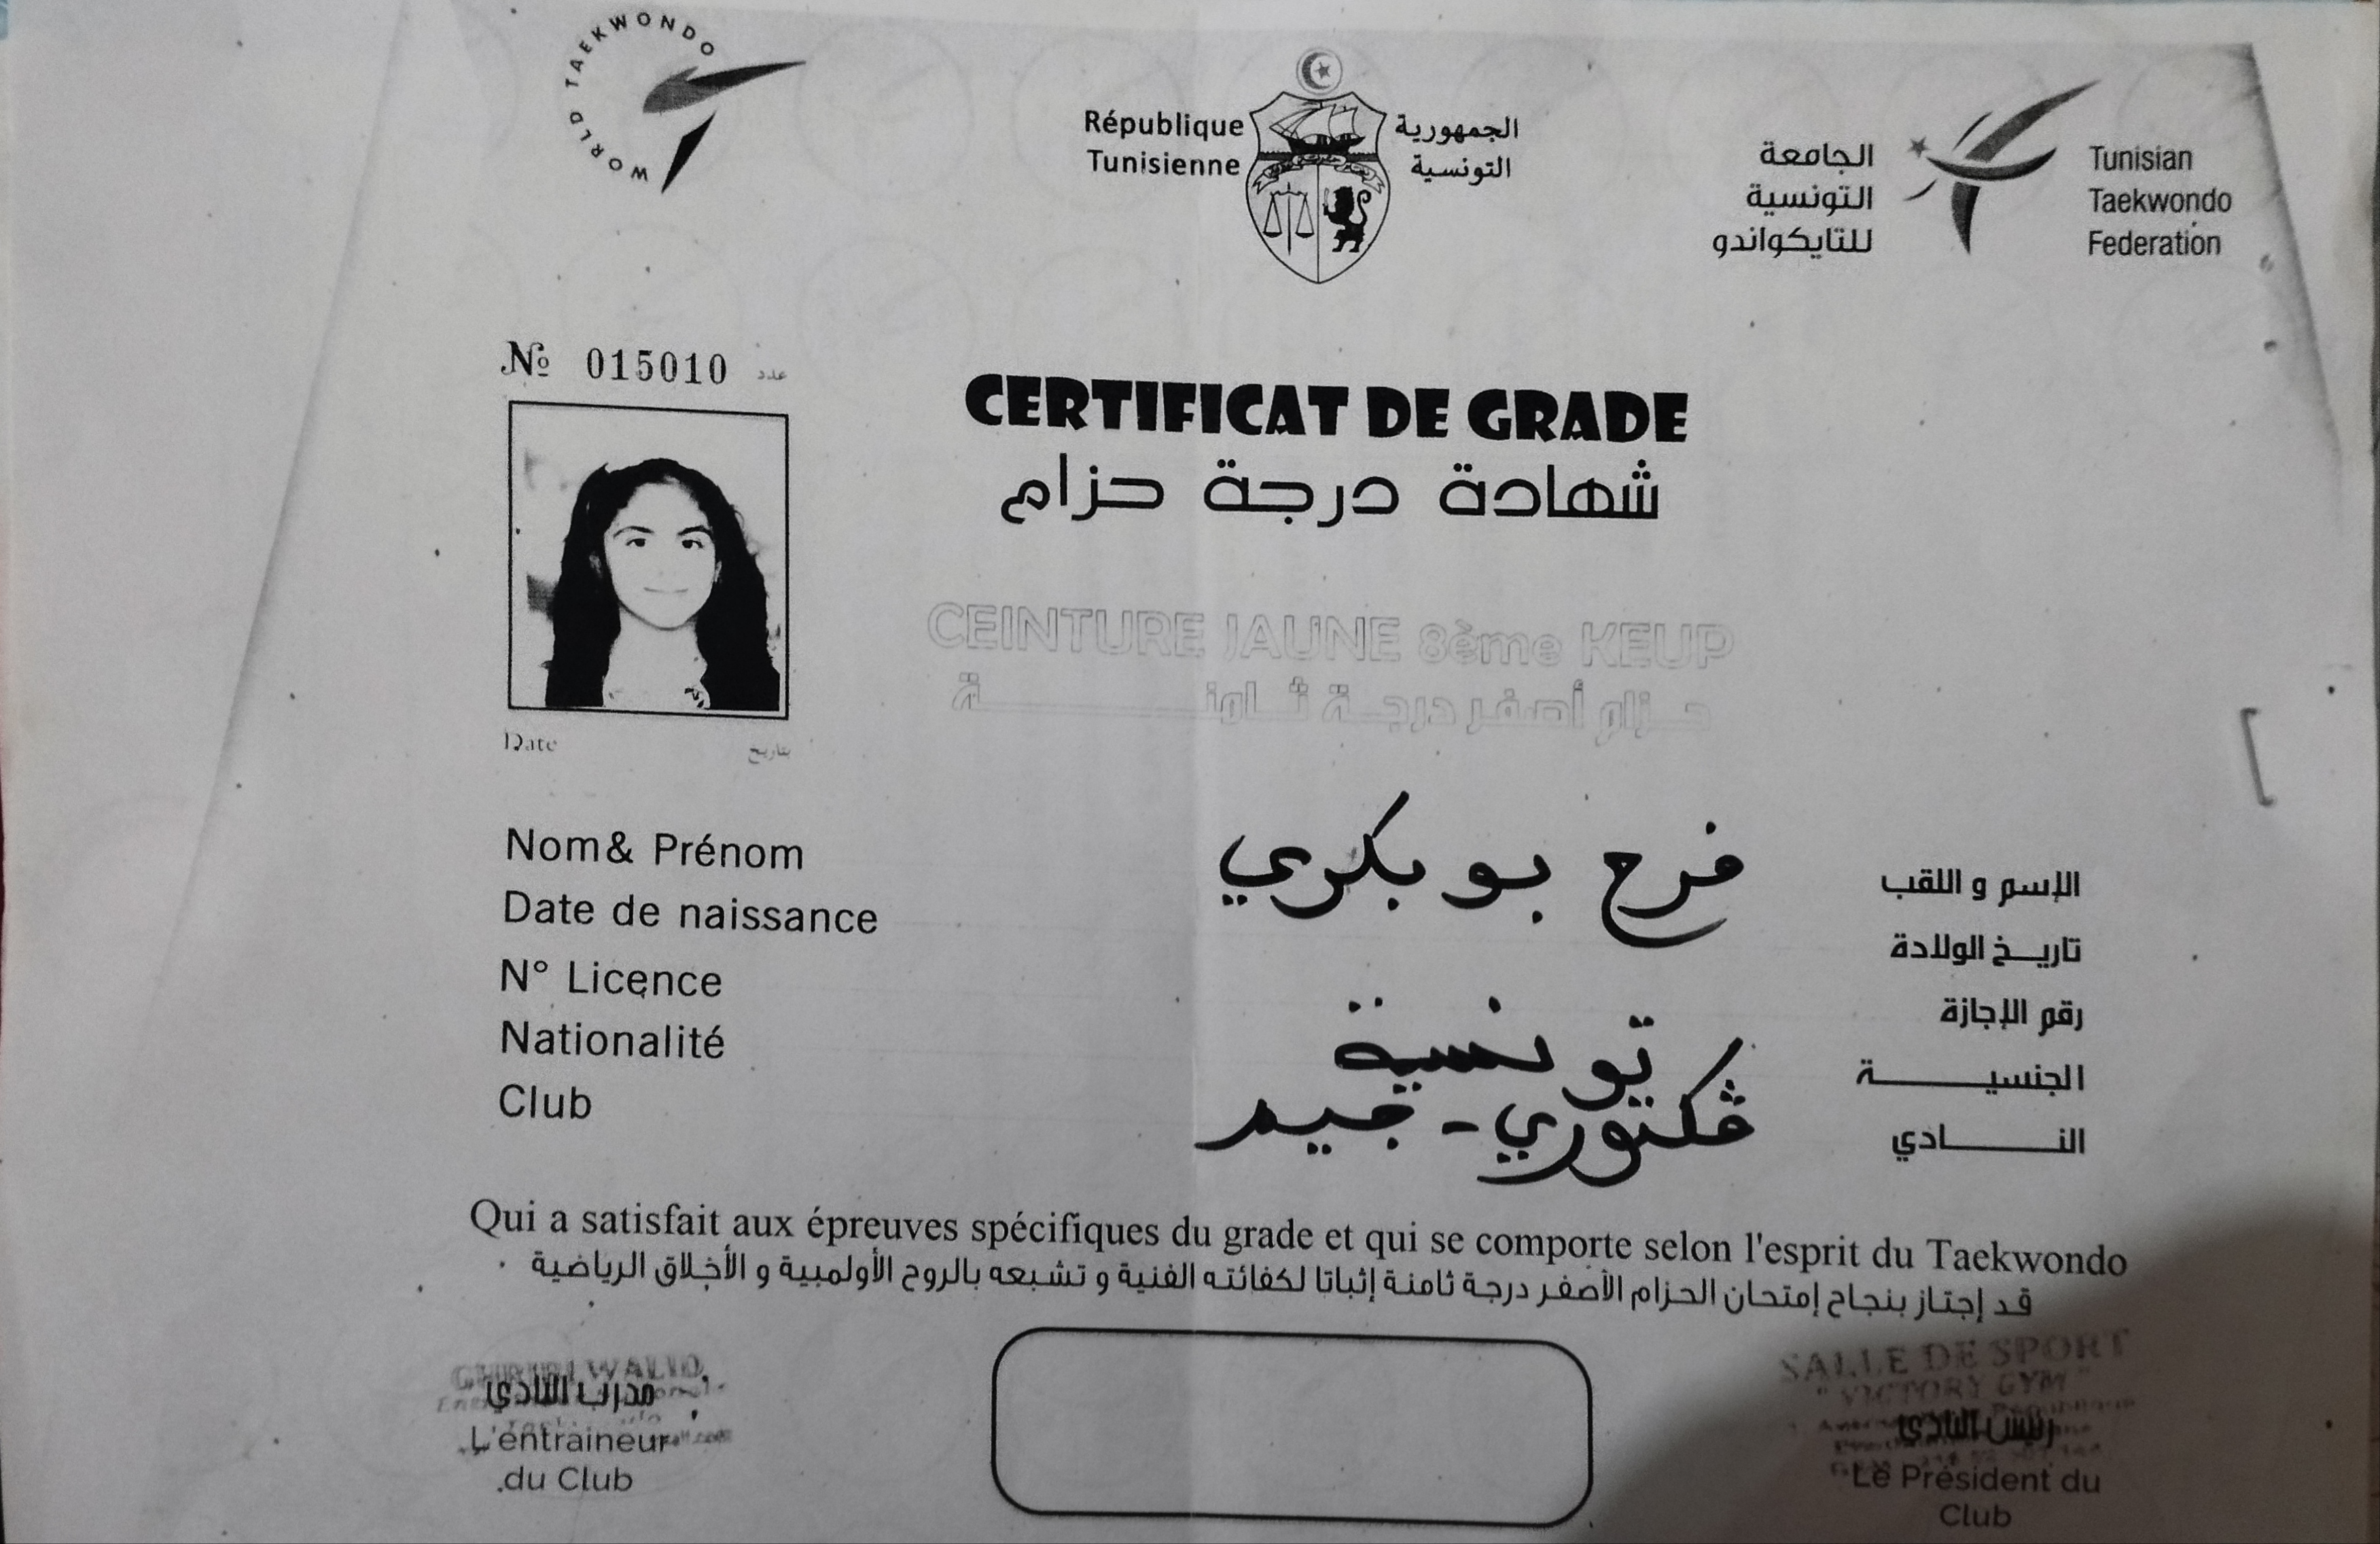 WORLD TAEKWONDO
République Tunisienne
الجمهورية التونسية
الجامعة التونسية للتايكواندو
Tunisian Taekwondo Federation
№ 015010 عدد
CERTIFICAT DE GRADE
شهادة درجة حزام
CEINTURE JAUNE 8ème KEUP
حزام أصفر درجة ثامنة
Date بتاريخ
Nom& Prénom فرح بوبكري الإسم و اللقب
Date de naissance تاريخ الولادة
N° Licence رقم الإجازة
Nationalité تونسية الجنسية
Club ڤكتوري - جيم النادي
Qui a satisfait aux épreuves spécifiques du grade et qui se comporte selon l'esprit du Taekwondo
قد إجتاز بنجاح إمتحان الحزام الأصفر درجة ثامنة إثباتا لكفائته الفنية و تشبعه بالروح الأولمبية و الأخلاق الرياضية
WALID
مدرب النادي
L'entraineur
du Club
SALLE DE SPORT
"VICTORY GYM"
رئيس النادي
Le Président du
Club